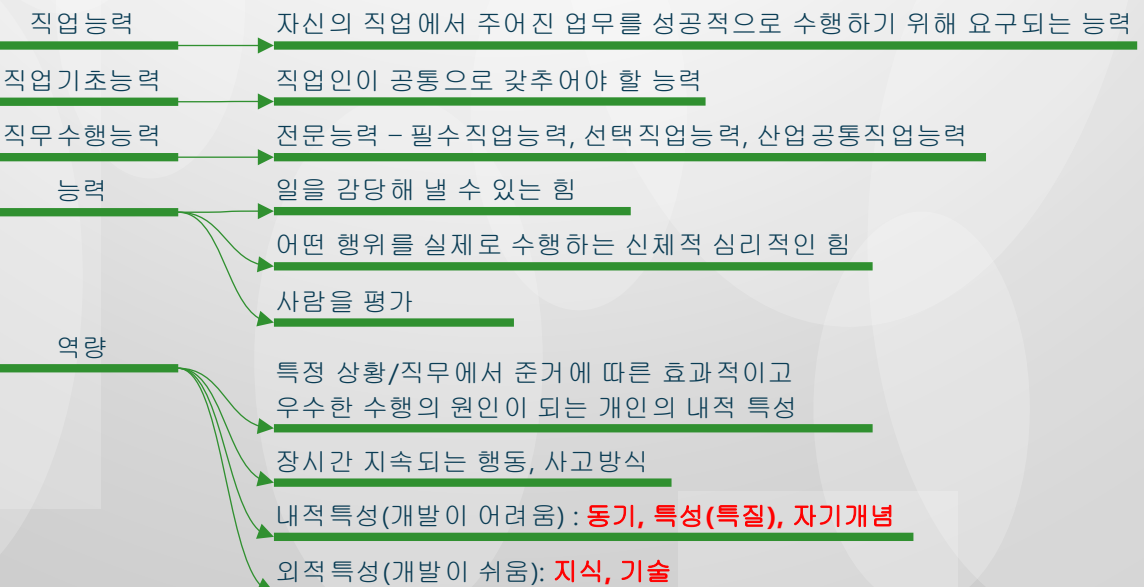 직업능력
자신의 직업에서 주어진 업무를 성공적으로 수행하기 위해 요구되는 능력
직업기초능력
직업인이 공통으로 갖추어야 할 능력
직무수행능력
전문능력 – 필수직업능력, 선택직업능력, 산업공통직업능력
능력
일을 감당해 낼 수 있는 힘
어떤 행위를 실제로 수행하는 신체적 심리적인 힘
사람을 평가
역량
특정 상황/직무에서 준거에 따른 효과적이고
우수한 수행의 원인이 되는 개인의 내적 특성
장시간 지속되는 행동, 사고방식
내적특성(개발이 어려움) : 동기, 특성(특질), 자기개념
외적특성(개발이 쉬움): 지식, 기술